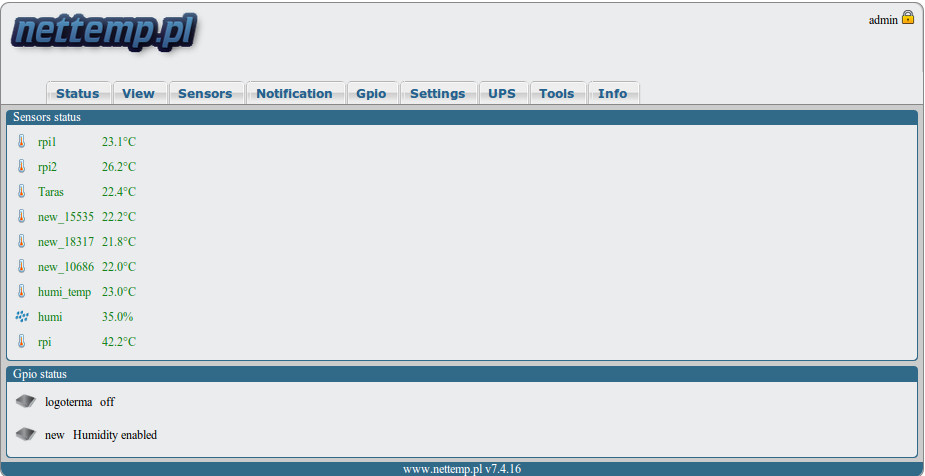 nettemp.pl
admin
Status View Sensors Notification Gpio Settings UPS Tools Info
Sensors status
rpi1 23.1°C
rpi2 26.2°C
Taras 22.4°C
new_15535 22.2°C
new_18317 21.8°C
new_10686 22.0°C
humi_temp 23.0°C
humi 35.0%
rpi 42.2°C
Gpio status
logoterma off
new Humidity enabled
www.nettemp.pl v7.4.16